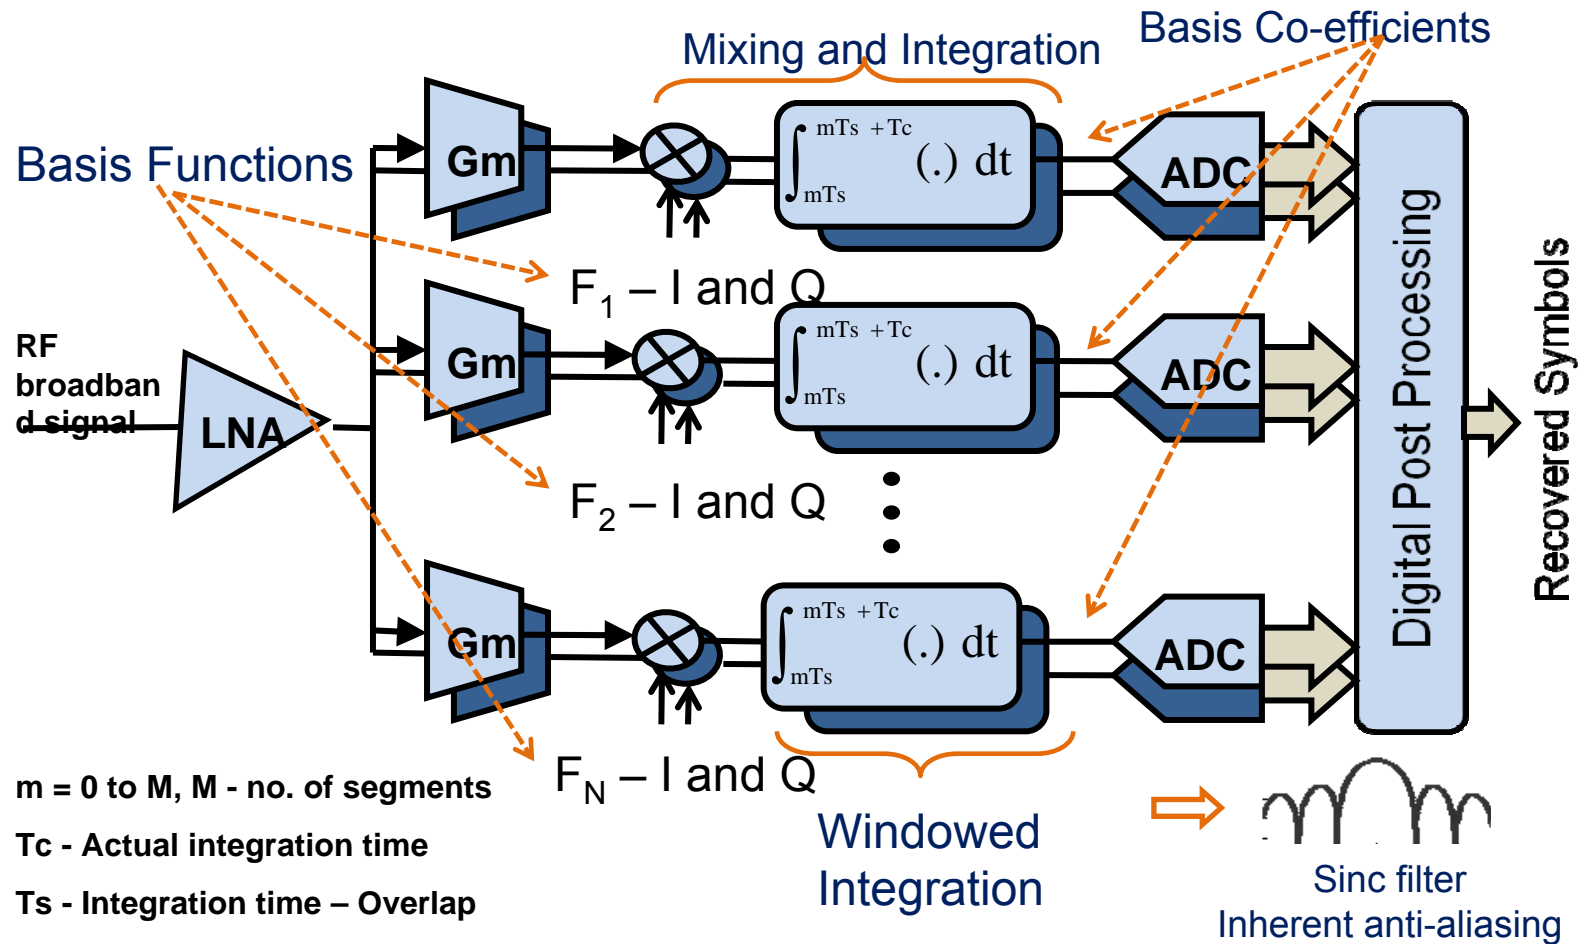 Mixing and Integration
Basis Co-efficients
Basis Functions
Gm
mTs +Tc
∫ (.) dt
mTs
ADC
F1 – I and Q
RF
broadban
d signal
LNA
Gm
mTs +Tc
∫ (.) dt
mTs
ADC
F2 – I and Q
Gm
mTs +Tc
∫ (.) dt
mTs
ADC
FN – I and Q
Digital Post Processing
Recovered Symbols
m = 0 to M, M - no. of segments
Tc - Actual integration time
Ts - Integration time – Overlap
Windowed
Integration
Sinc filter
Inherent anti-aliasing